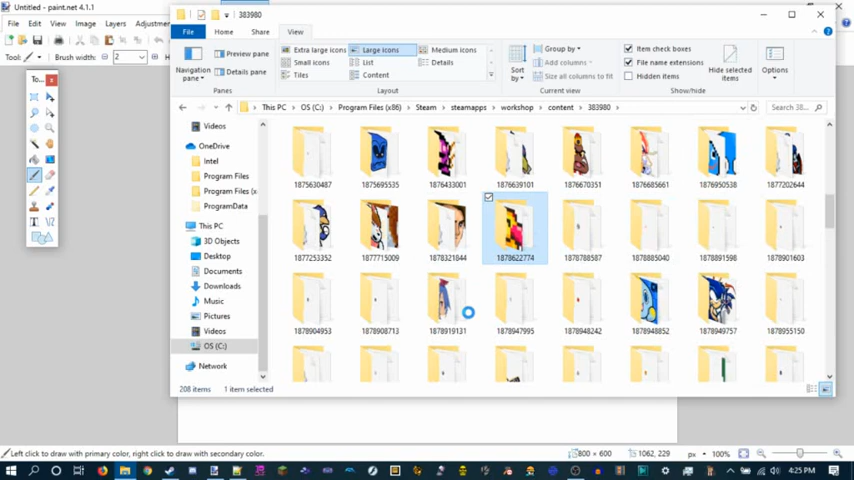 Untitled - paint.net 4.1.1
383980
File Edit View Image Layers Adjustme
File Home Share View
Tool: Brush width: 2
Navigation pane
Preview pane
Details pane
Panes
Extra large icons Large icons Medium icons
Small icons List Details
Tiles Content
Layout
Sort by
Group by
Add columns
Size all columns to fit
Current view
Item check boxes
File name extensions
Hidden items
Hide selected items
Show/hide
Options
This PC > OS (C:) > Program Files (x86) > Steam > steamapps > workshop > content > 383980 >
Search 38...
Too...
Videos
OneDrive
Intel
Program Files
Program Files (x
ProgramData
This PC
3D Objects
Desktop
Documents
Downloads
Music
Pictures
Videos
OS (C:)
Network
1875630487 1875695535 1876433001 1876639101 1876670351 1876685661 1876950538 1877202644
1877253352 1877715009 1878321844 1878622774 1878788587 1878885040 1878891598 1878901603
1878904953 1878908713 1878919131 1878947995 1878948242 1878948852 1878949757 1878955150
208 items 1 item selected
Left click to draw with primary color, right click to draw with secondary color.
800 × 600
1062, 229
px
100%
4:25 PM